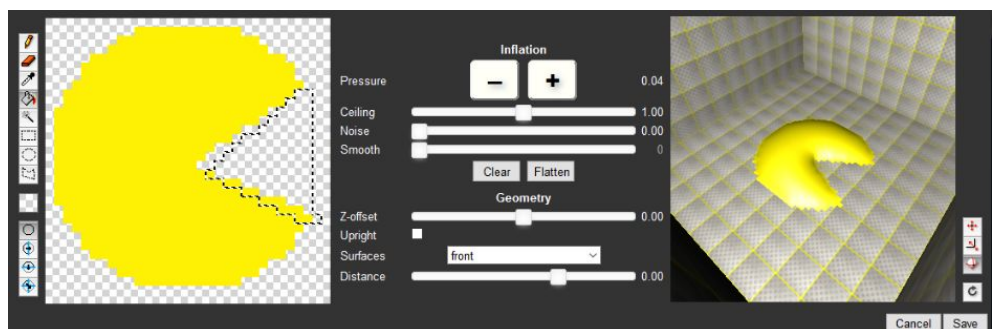 Inflation
Pressure − + 0.04
Ceiling 1.00
Noise 0.00
Smooth 0
Clear Flatten
Geometry
Z-offset 0.00
Upright
Surfaces front
Distance 0.00
Cancel Save